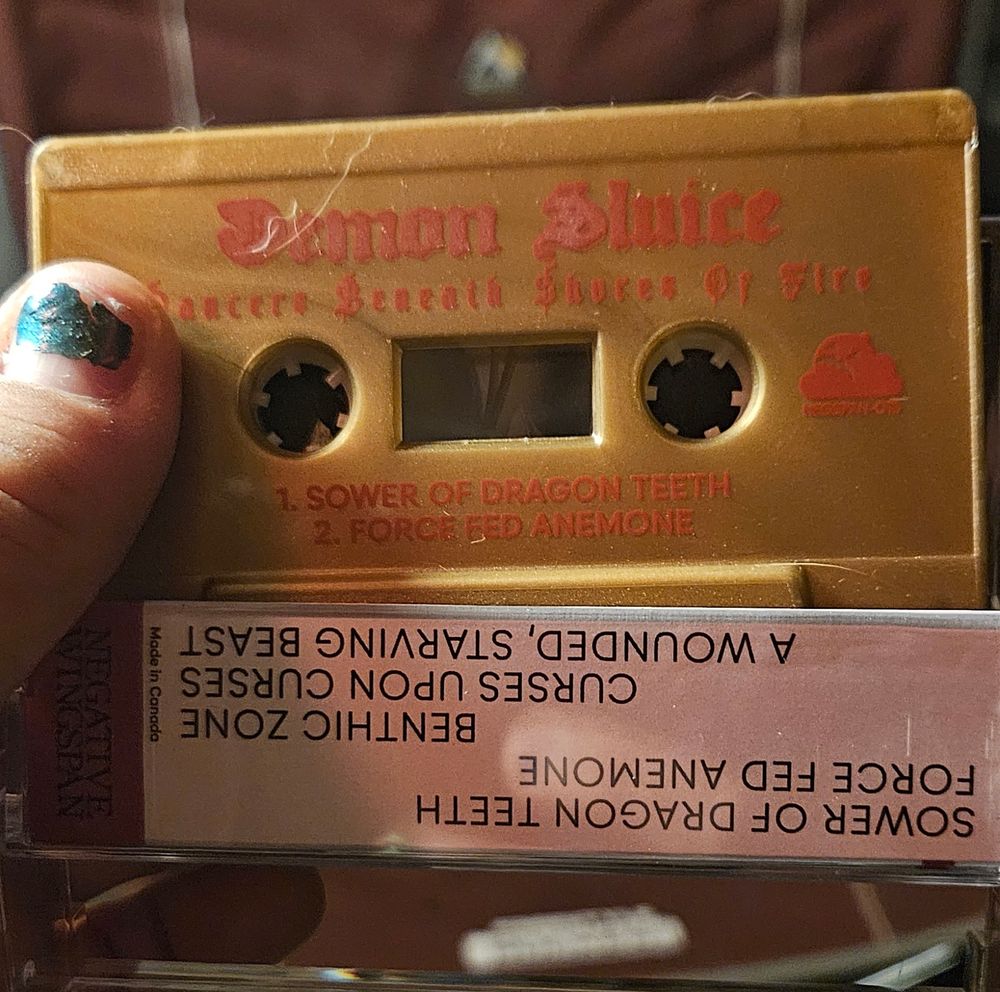 Demon Sluice
Dancers Beneath Shores Of Fire
1. SOWER OF DRAGON TEETH
2. FORCE FED ANEMONE
SOWER OF DRAGON TEETH
FORCE FED ANEMONE
BENTHIC ZONE
CURSES UPON CURSES
A WOUNDED, STARVING BEAST
Made in Canada
NEGATIVE
WINGSPAN